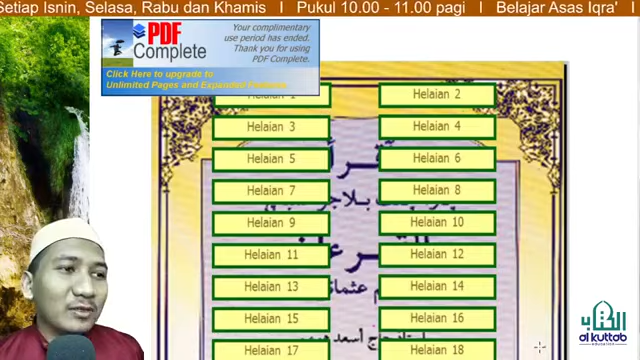 Setiap Isnin, Selasa, Rabu dan Khamis I Pukul 10.00 - 11.00 pagi I Belajar Asas Iqra' I
PDF
Complete
Your complimentary
use period has ended.
Thank you for using
PDF Complete.
Click Here to upgrade to
Unlimited Pages and Expanded Features
Helaian 1 Helaian 2
Helaian 3 Helaian 4
Helaian 5 Helaian 6
Helaian 7 Helaian 8
Helaian 9 Helaian 10
Helaian 11 Helaian 12
Helaian 13 Helaian 14
Helaian 15 Helaian 16
Helaian 17 Helaian 18
الكتاب
al kuttab